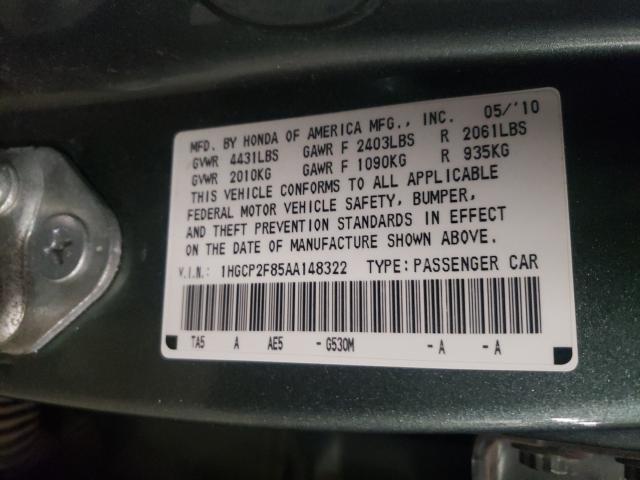 MFD. BY HONDA OF AMERICA MFG., INC. 05/'10
GVWR 4431LBS GAWR F 2403LBS R 2061LBS
GVWR 2010KG GAWR F 1090KG R 935KG
THIS VEHICLE CONFORMS TO ALL APPLICABLE
FEDERAL MOTOR VEHICLE SAFETY, BUMPER,
AND THEFT PREVENTION STANDARDS IN EFFECT
ON THE DATE OF MANUFACTURE SHOWN ABOVE.
V.I.N.: 1HGCP2F85AA148322 TYPE: PASSENGER CAR
TA5 A AE5 - G530M - A - A